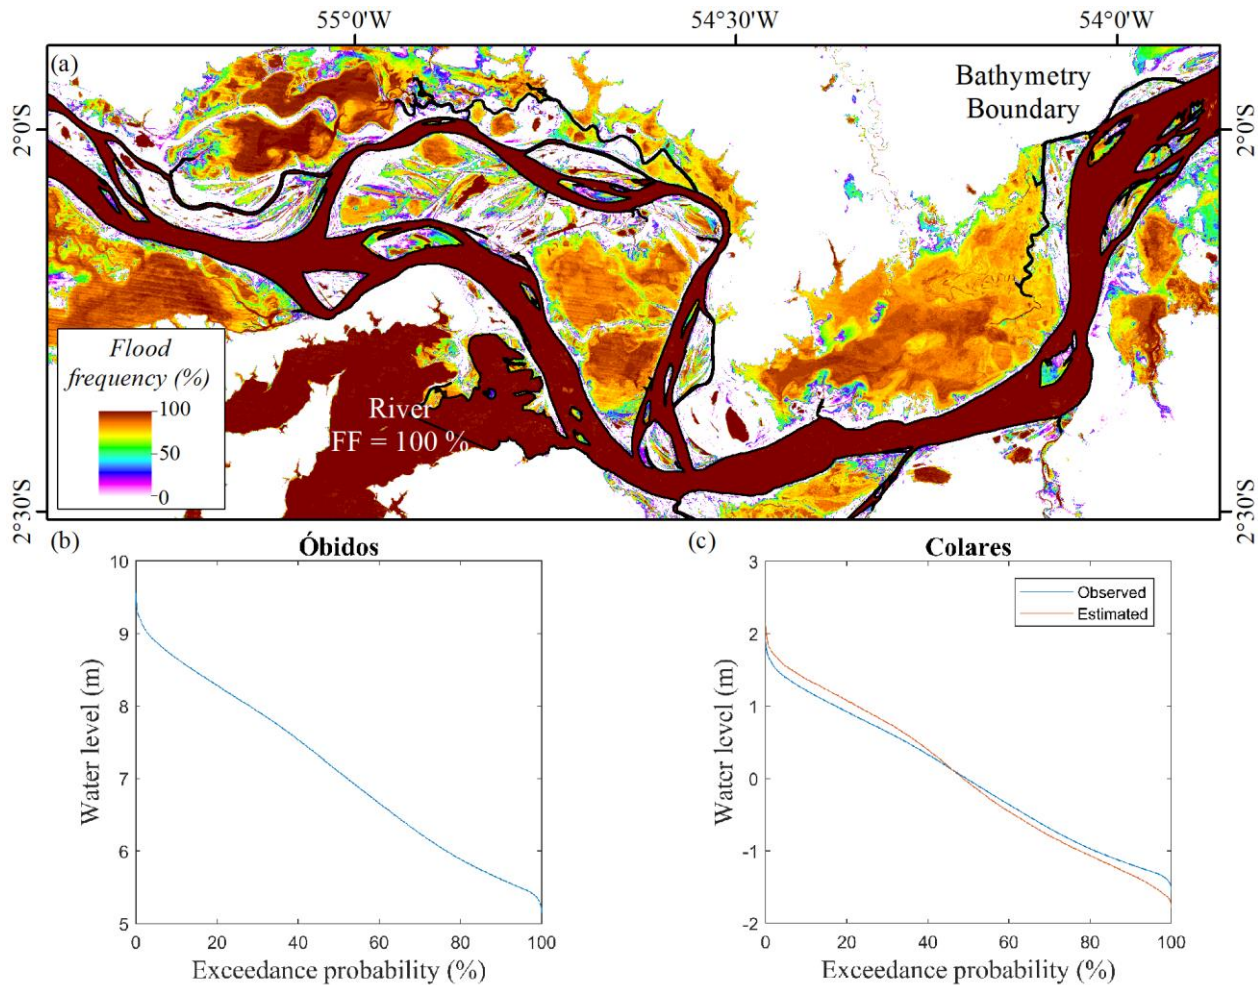 55°0'W 54°30'W 54°0'W
(a)
Bathymetry
Boundary
2°0'S 2°0'S
Flood
frequency (%)
100
50
0
River
FF = 100 %
2°30'S 2°30'S
(b) Óbidos
10
9
8
7
6
5
Water level (m)
0 20 40 60 80 100
Exceedance probability (%)
(c) Colares
3
2
1
0
-1
-2
Water level (m)
Observed
Estimated
0 20 40 60 80 100
Exceedance probability (%)